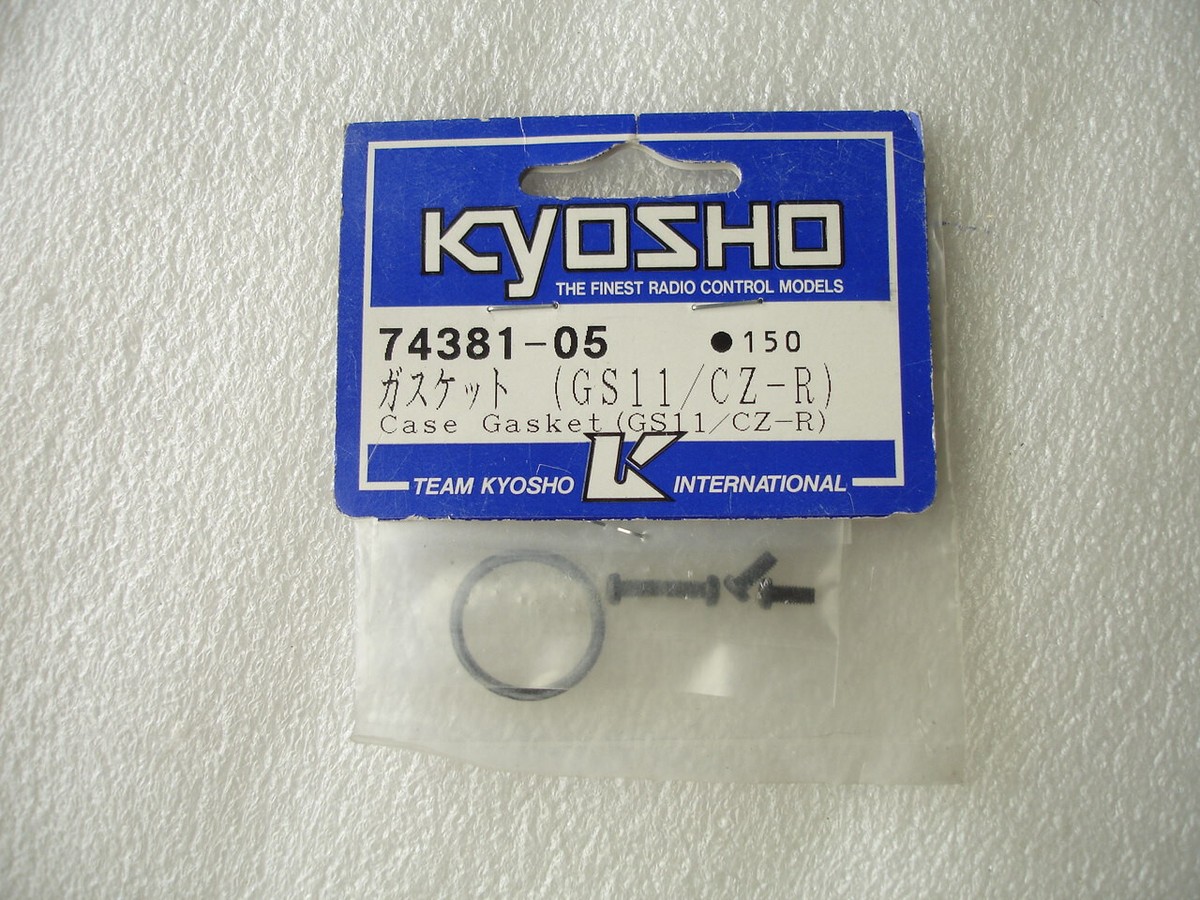 KYOSHO
THE FINEST RADIO CONTROL MODELS
74381-05 ●150
ガスケット (GS11/CZ-R)
Case Gasket(GS11/CZ-R)
TEAM KYOSHO K INTERNATIONAL